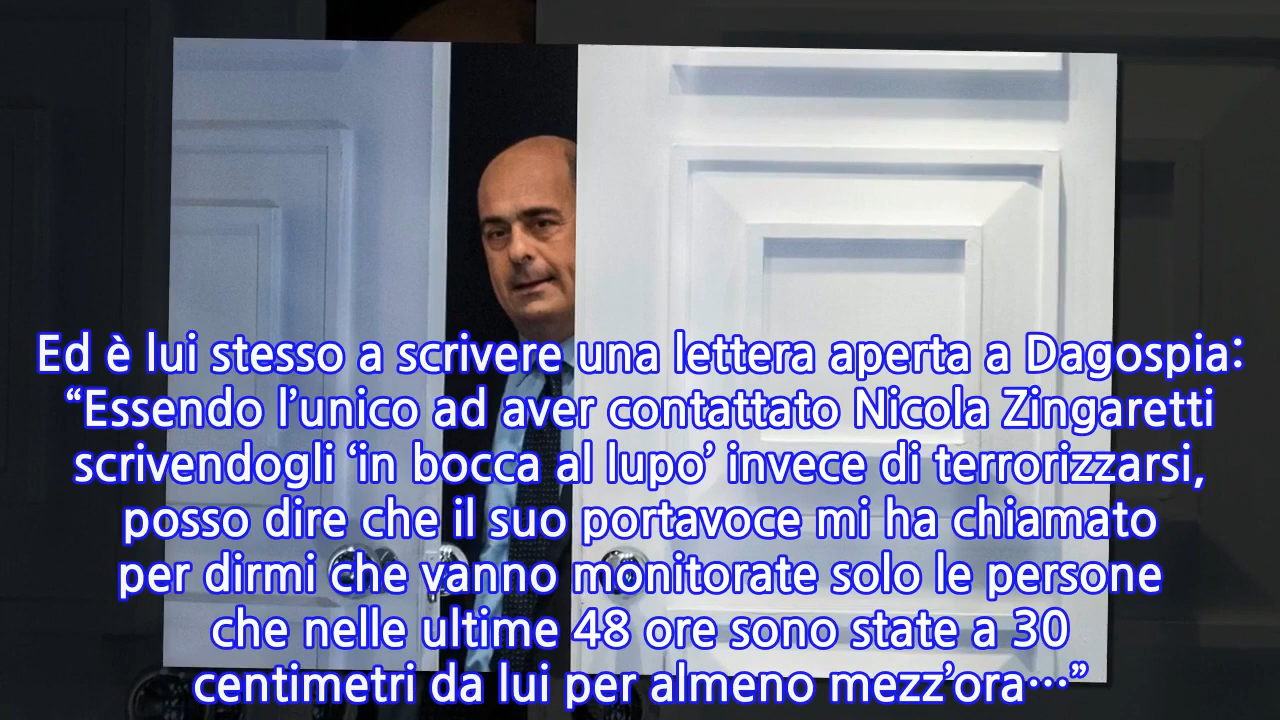 Ed è lui stesso a scrivere una lettera aperta a Dagospia:
“Essendo l’unico ad aver contattato Nicola Zingaretti
scrivendogli ‘in bocca al lupo’ invece di terrorizzarsi,
posso dire che il suo portavoce mi ha chiamato
per dirmi che vanno monitorate solo le persone
che nelle ultime 48 ore sono state a 30
centimetri da lui per almeno mezz’ora…”